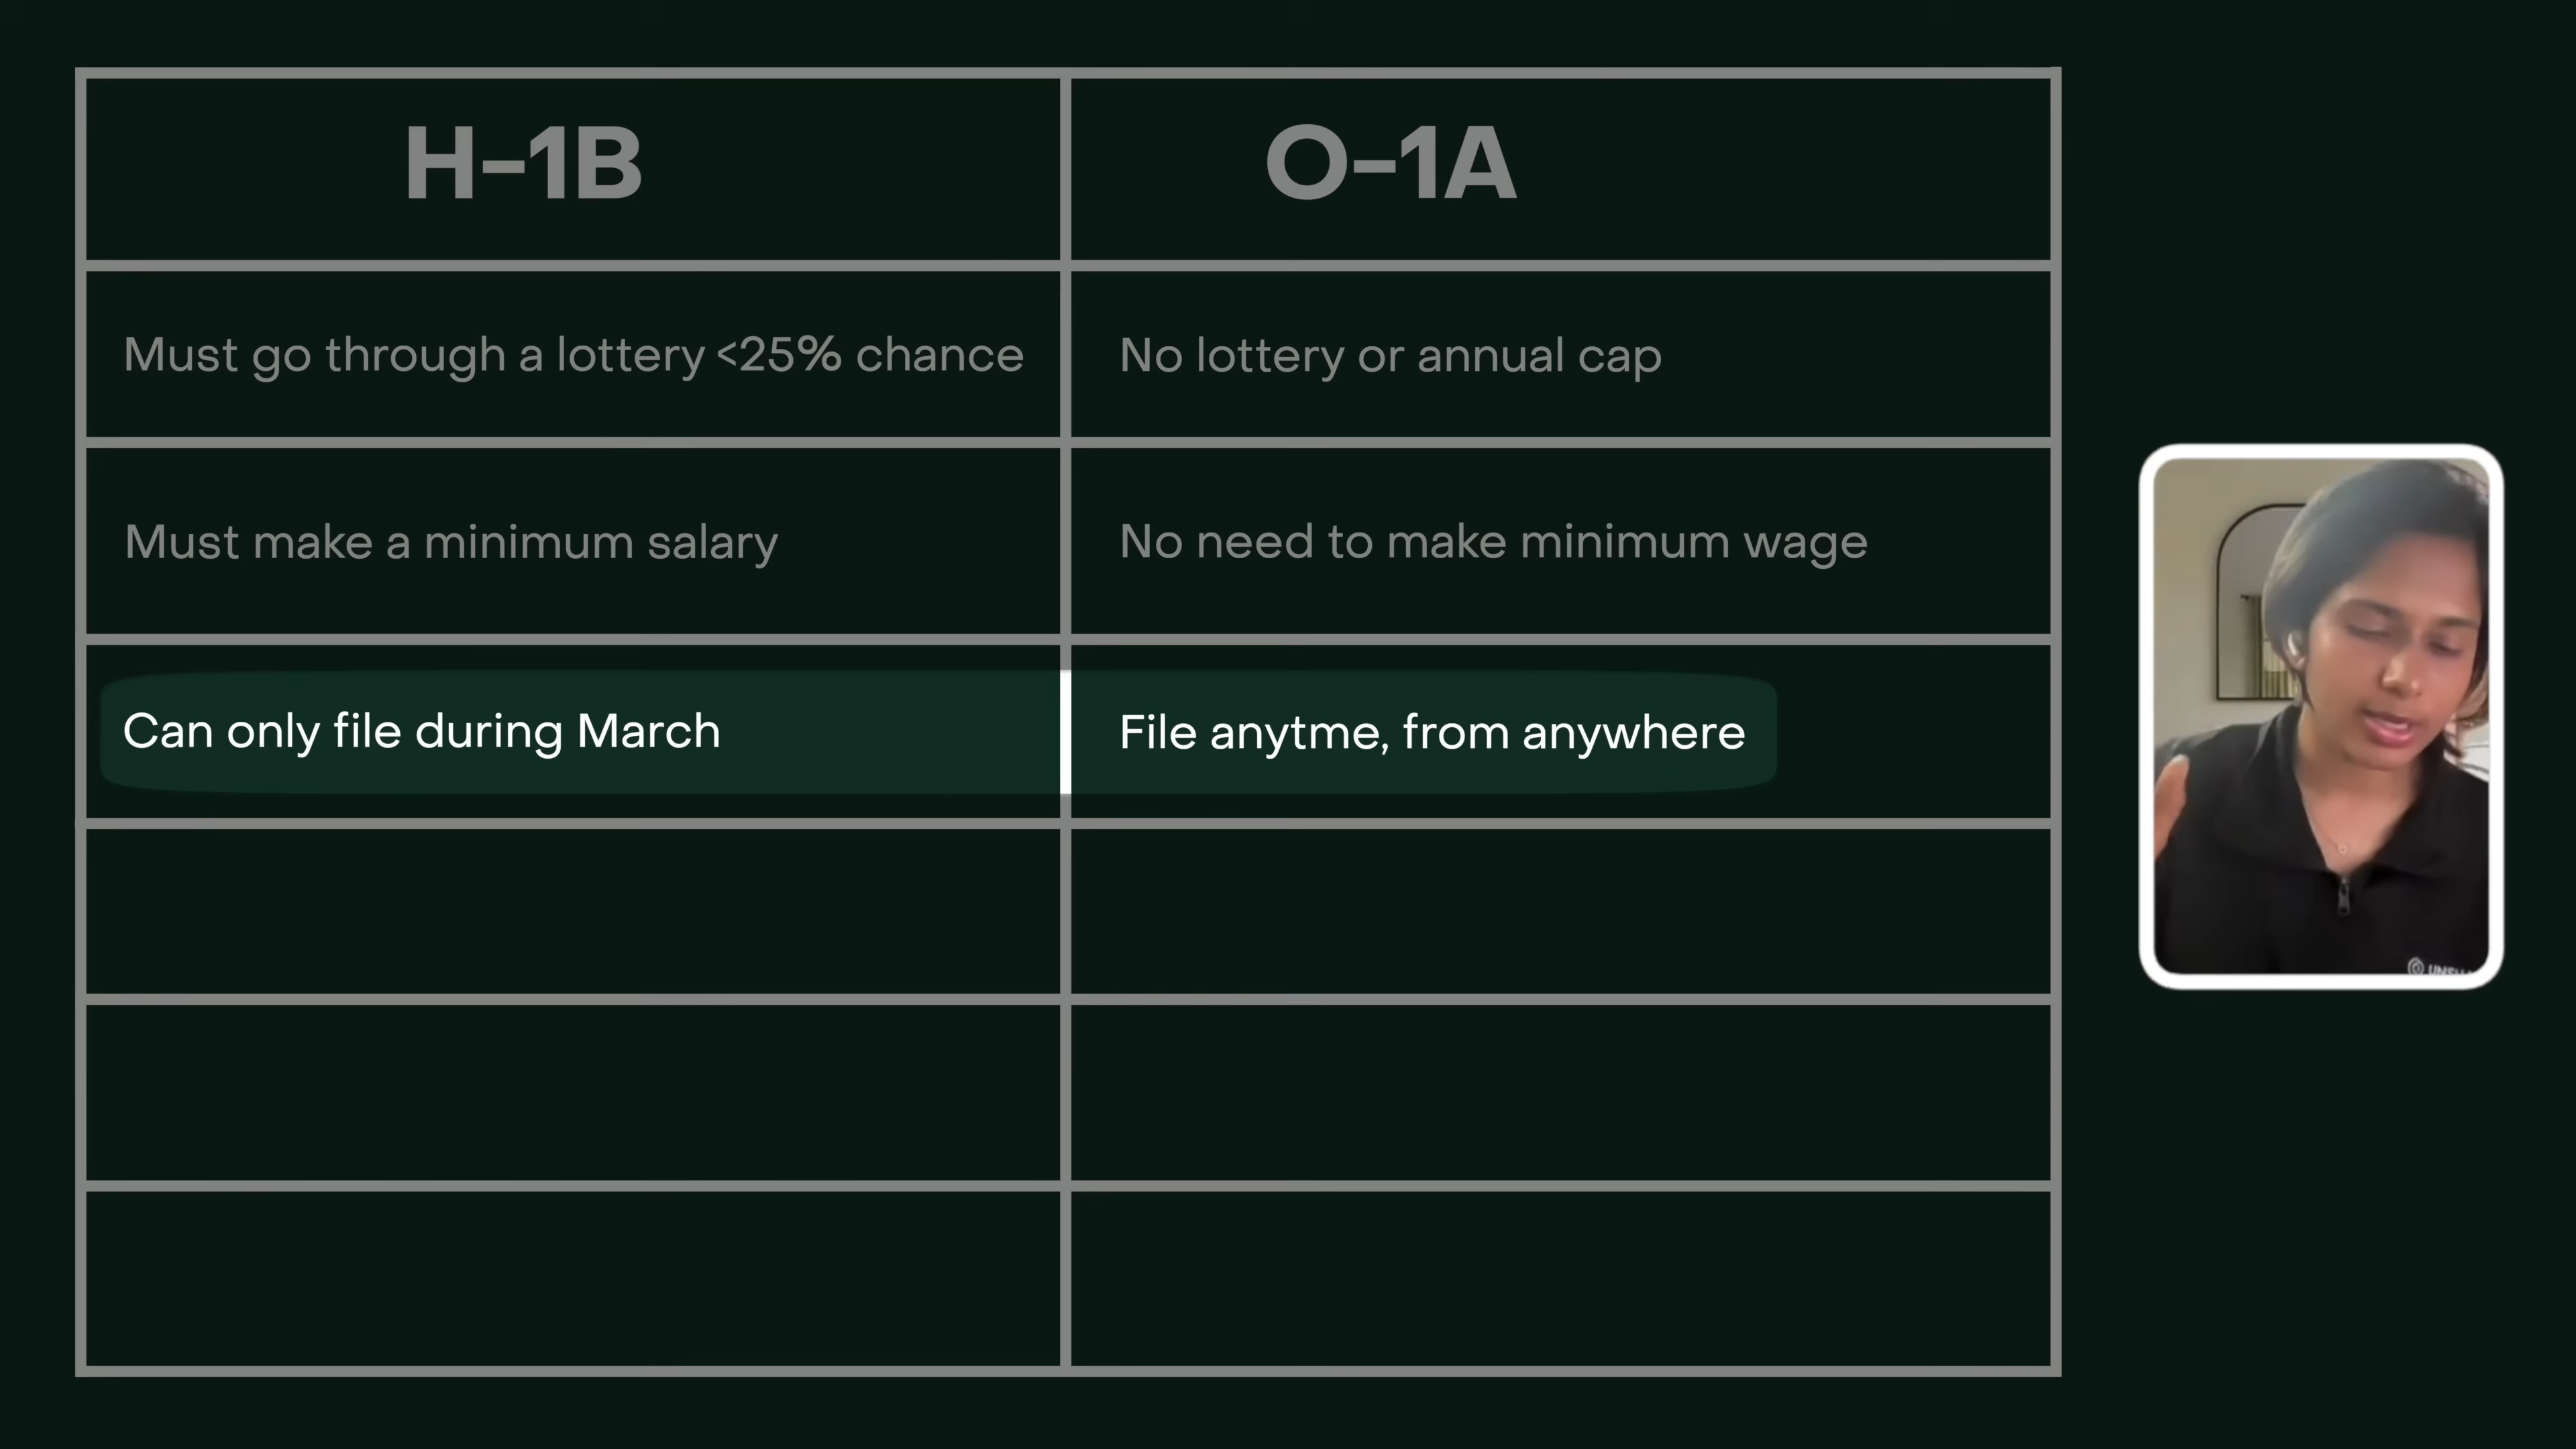 H-1B
O-1A
Must go through a lottery <25% chance
No lottery or annual cap
Must make a minimum salary
No need to make minimum wage
Can only file during March
File anytme, from anywhere